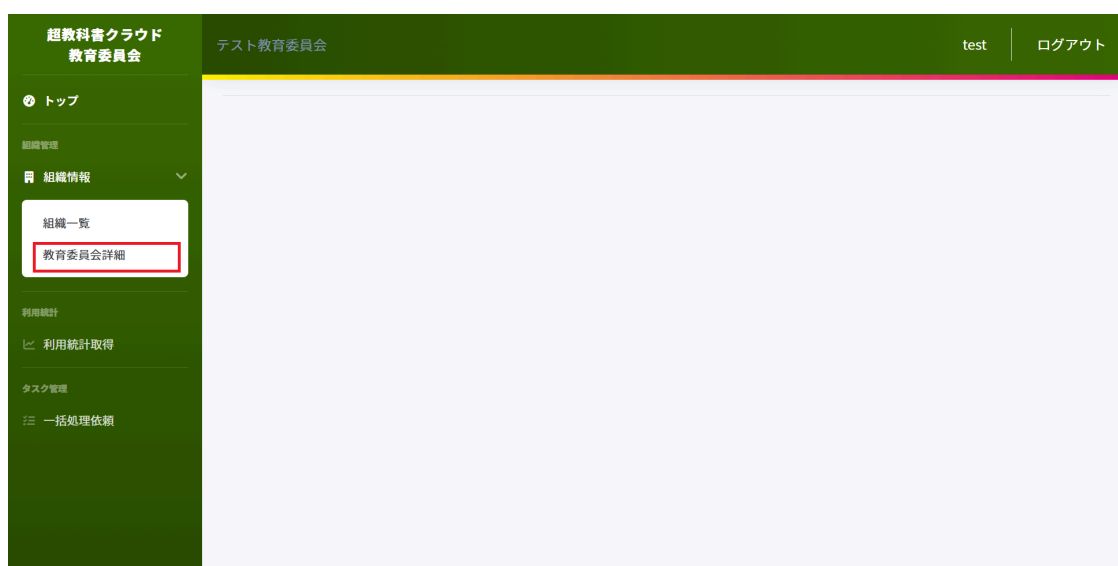 超教科書クラウド
教育委員会
テスト教育委員会
test
ログアウト
トップ
組織管理
組織情報
組織一覧
教育委員会詳細
利用統計
利用統計取得
タスク管理
一括処理依頼